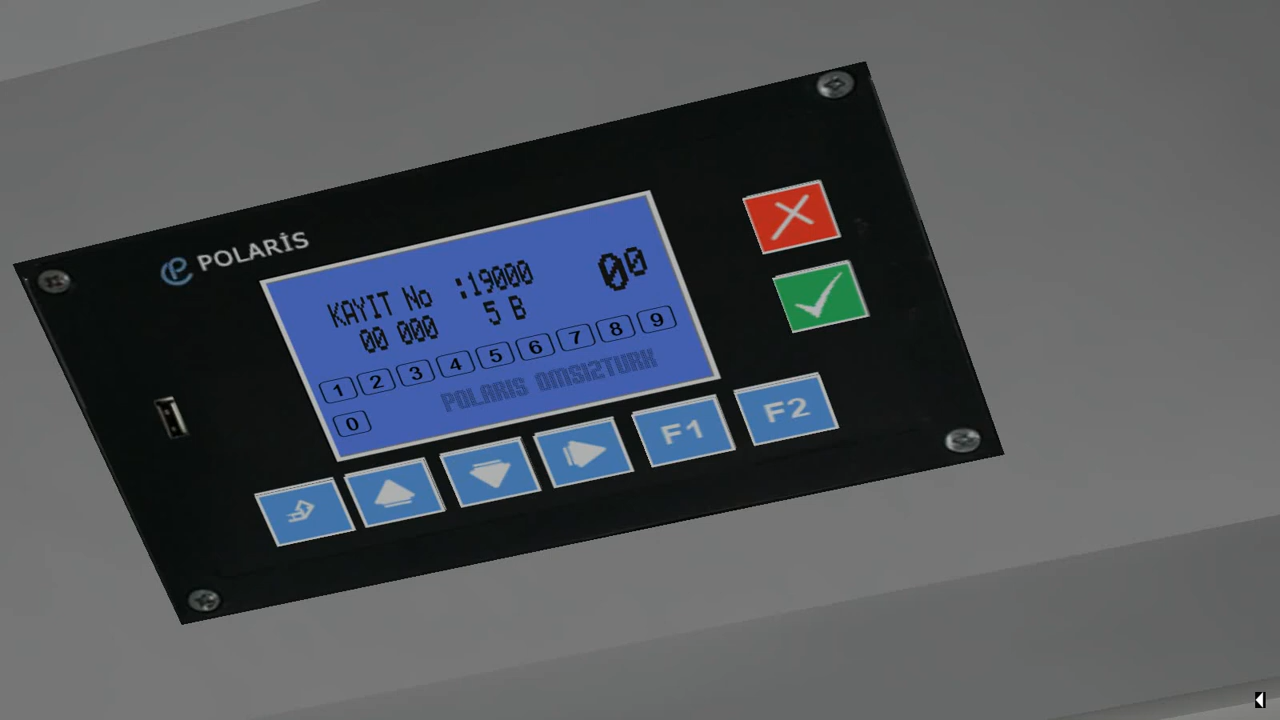 POLARİS
KAYIT No :19000 00
00 000 5 B
1 2 3 4 5 6 7 8 9
POLARIS OMSI2TURK
0
F1 F2